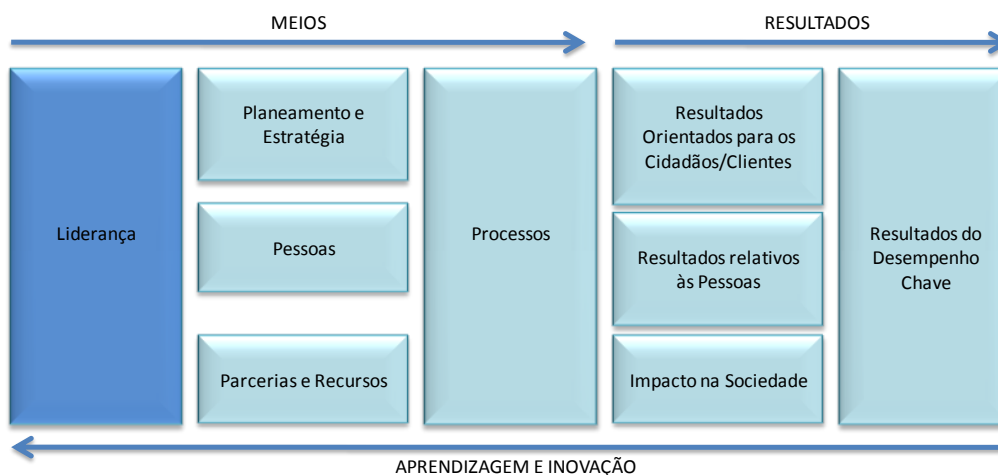 MEIOS
RESULTADOS
Liderança
Planeamento e
Estratégia
Pessoas
Parcerias e Recursos
Processos
Resultados
Orientados para os
Cidadãos/Clientes
Resultados relativos
às Pessoas
Impacto na Sociedade
Resultados do
Desempenho
Chave
APRENDIZAGEM E INOVAÇÃO